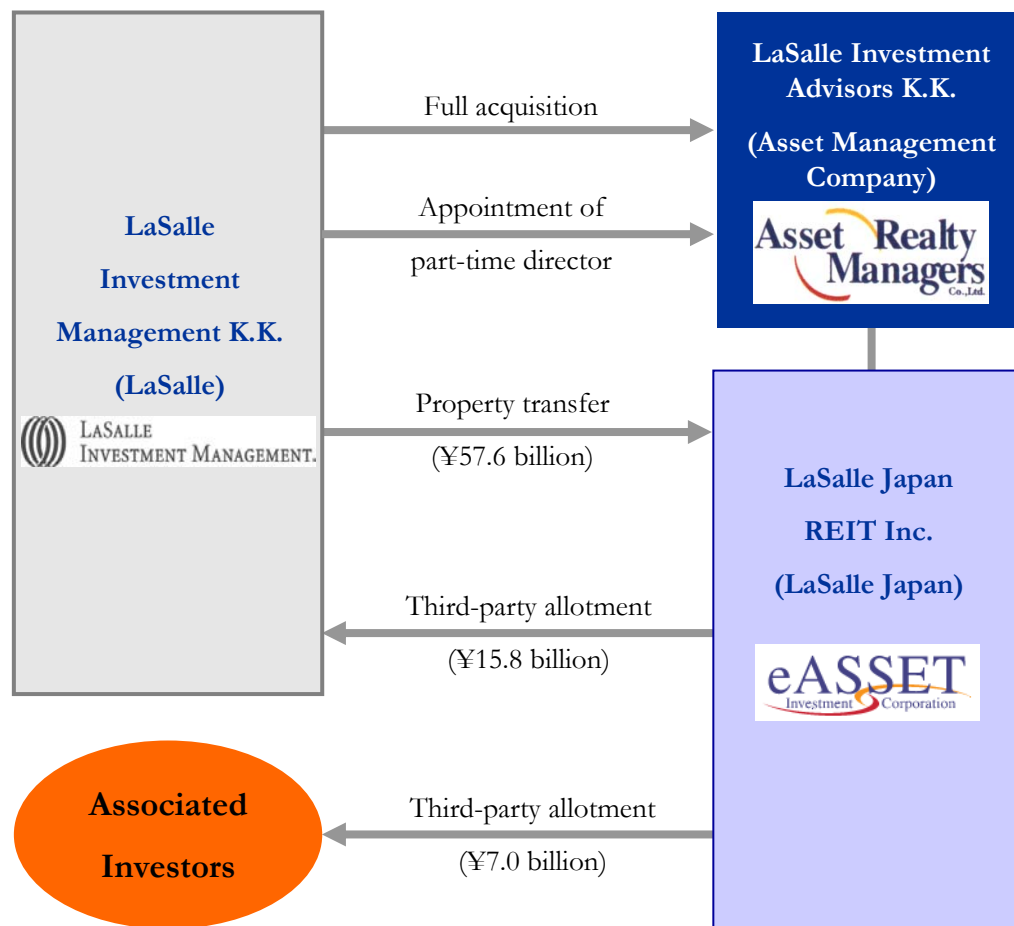 LaSalle
Investment
Management K.K.
(LaSalle)
LASALLE
INVESTMENT MANAGEMENT.
Full acquisition
Appointment of
part-time director
Property transfer
(¥57.6 billion)
Third-party allotment
(¥15.8 billion)
Third-party allotment
(¥7.0 billion)
LaSalle Investment
Advisors K.K.
(Asset Management
Company)
Asset Realty
Managers
Co.,Ltd.
LaSalle Japan
REIT Inc.
(LaSalle Japan)
eASSET
Investment Corporation
Associated
Investors